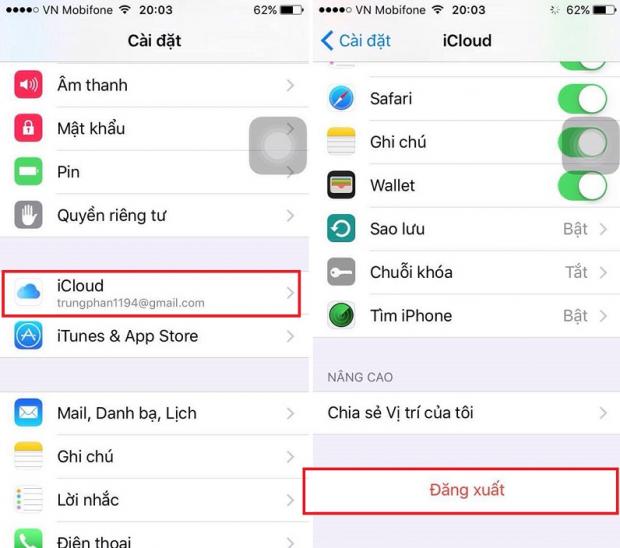 VN Mobifone 20:03 62%
Cài đặt
Âm thanh
Mật khẩu
Pin
Quyền riêng tư
iCloud
trungphan1194@gmail.com
iTunes & App Store
Mail, Danh bạ, Lịch
Ghi chú
Lời nhắc
Điện thoại
VN Mobifone 20:03 62%
Cài đặt iCloud
Safari
Ghi chú
Wallet
Sao lưu Bật
Chuỗi khóa Tắt
Tìm iPhone Bật
NÂNG CAO
Chia sẻ Vị trí của tôi
Đăng xuất